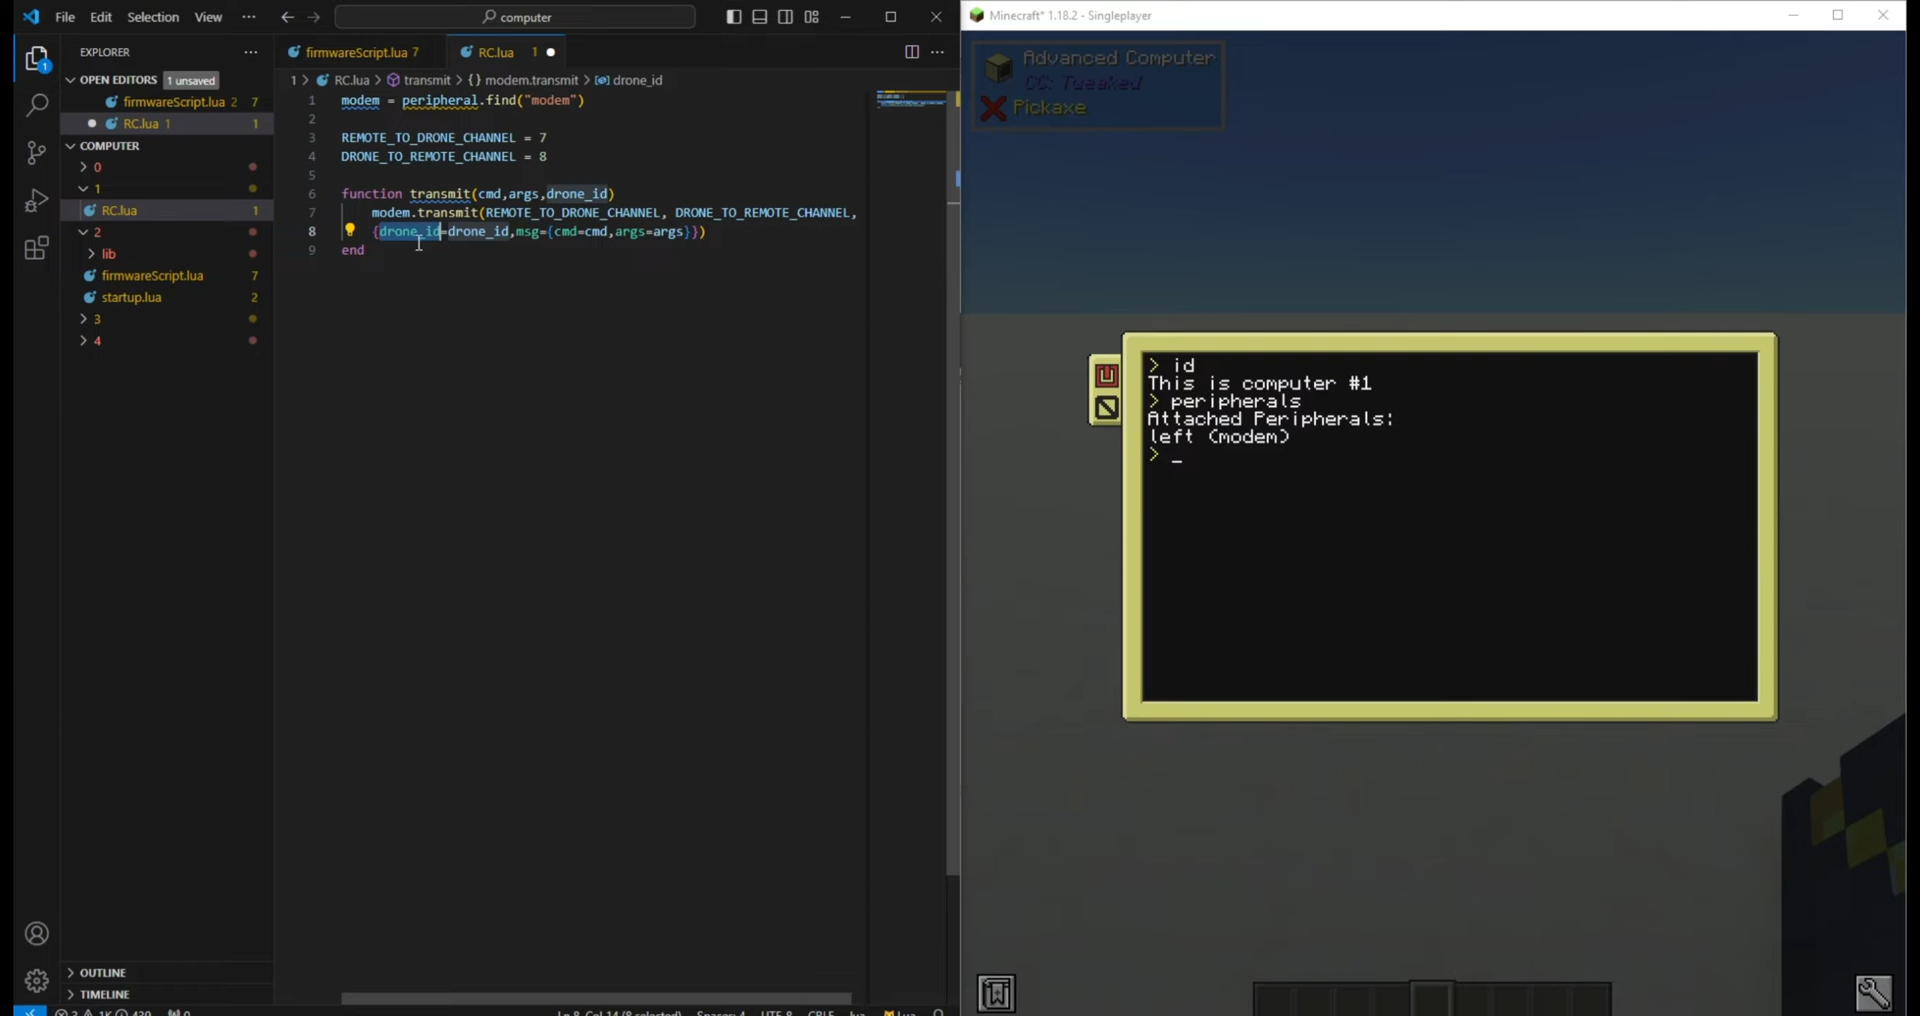 File Edit Selection View ··· computer
EXPLORER ···
OPEN EDITORS 1 unsaved
firmwareScript.lua 2 7
RC.lua 1 1
COMPUTER
0
1
RC.lua 1
2
lib
firmwareScript.lua 7
startup.lua 2
3
4
OUTLINE
TIMELINE
1
firmwareScript.lua 7 RC.lua 1
1 > RC.lua > transmit > {} modem.transmit > drone_id
1 modem = peripheral.find("modem")
2
3 REMOTE_TO_DRONE_CHANNEL = 7
4 DRONE_TO_REMOTE_CHANNEL = 8
5
6 function transmit(cmd,args,drone_id)
7 modem.transmit(REMOTE_TO_DRONE_CHANNEL, DRONE_TO_REMOTE_CHANNEL,
8 {drone_id=drone_id,msg={cmd=cmd,args=args}})
9 end
Minecraft* 1.18.2 - Singleplayer
Advanced Computer
CC: Tweaked
Pickaxe
> id
This is computer #1
> peripherals
Attached Peripherals:
left (modem)
> _